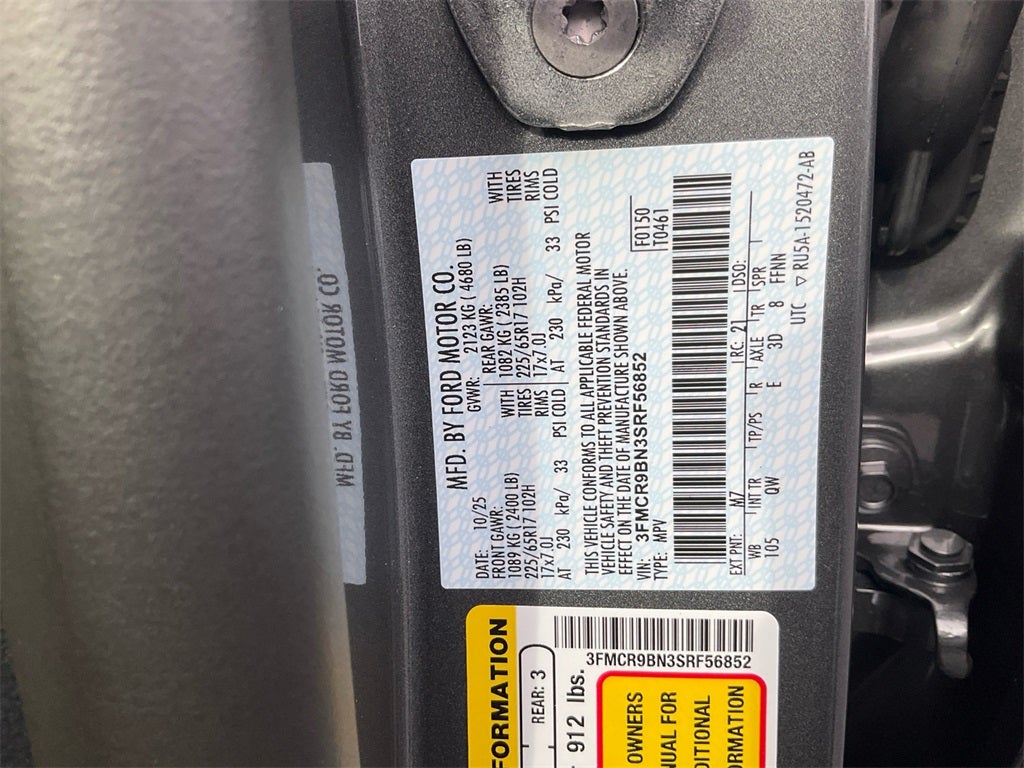 MFD. BY FORD MOTOR CO.
DATE: 10/25 GVWR: 2123 KG ( 4680 LB)
FRONT GAWR: REAR GAWR:
1089 KG ( 2400 LB) WITH 1082 KG ( 2385 LB) WITH
225/65R17 102H TIRES 225/65R17 102H TIRES
17x7.0J RIMS 17x7.0J RIMS
AT 230 kPa/ 33 PSI COLD AT 230 kPa/ 33 PSI COLD
THIS VEHICLE CONFORMS TO ALL APPLICABLE FEDERAL MOTOR
VEHICLE SAFETY AND THEFT PREVENTION STANDARDS IN
EFFECT ON THE DATE OF MANUFACTURE SHOWN ABOVE.
VIN: 3FMCR9BN3SRF56852 F0150
TYPE: MPV T0461
EXT PNT: M7 RC: 21 DSO:
WB INT TR TP/PS R AXLE TR SPR
105 QW E 3D 8 FFNN
UTC ▽ RU5A-1520472-AB
FORMATION
REAR: 3
912 lbs.
3FMCR9BN3SRF56852
OWNERS
NUAL FOR
DITIONAL
ORMATION
MFD. BY FORD MOTOR CO.